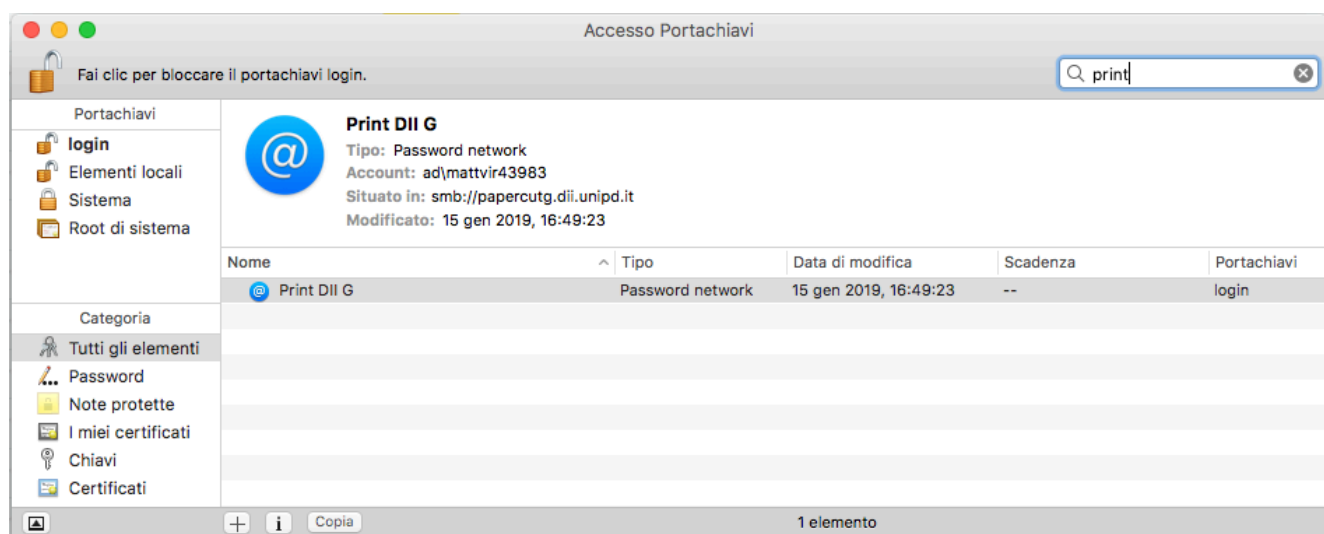 Accesso Portachiavi
Fai clic per bloccare il portachiavi login.
print
Portachiavi
login
Elementi locali
Sistema
Root di sistema
Print DII G
Tipo: Password network
Account: ad\mattvir43983
Situato in: smb://papercutg.dii.unipd.it
Modificato: 15 gen 2019, 16:49:23
Nome Tipo Data di modifica Scadenza Portachiavi
Print DII G Password network 15 gen 2019, 16:49:23 -- login
Categoria
Tutti gli elementi
Password
Note protette
I miei certificati
Chiavi
Certificati
Copia
1 elemento